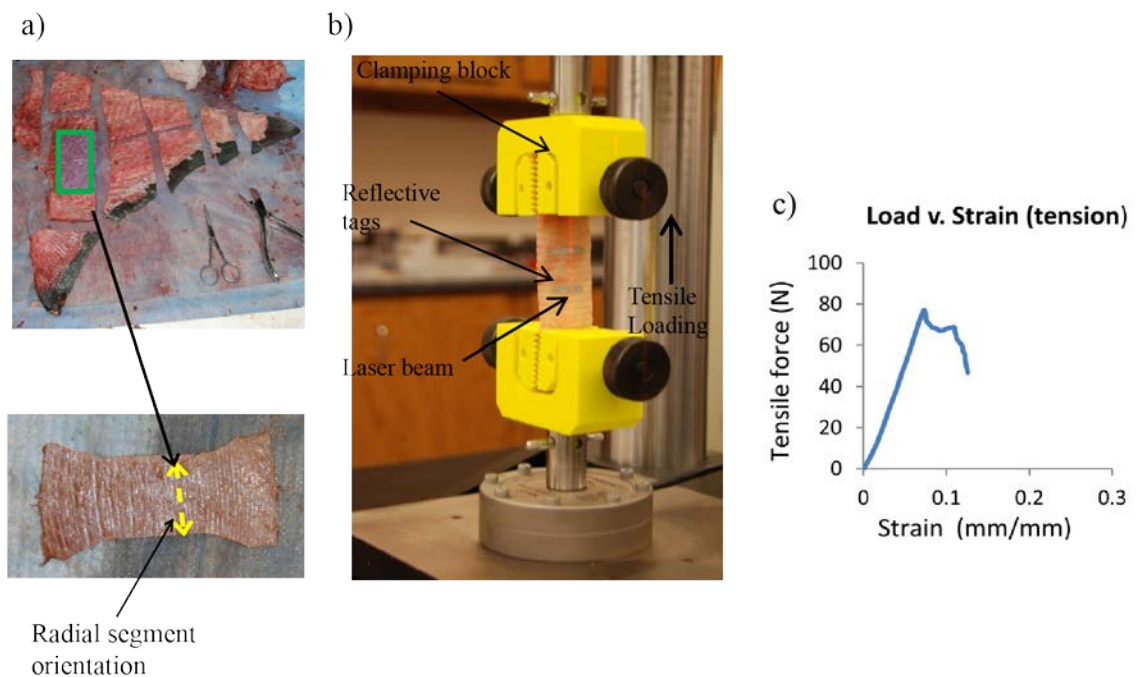 a)
b)
Clamping block
Reflective
tags
Tensile
Loading
Laser beam
Radial segment
orientation
c)
Load v. Strain (tension)
Tensile force (N)
100
80
60
40
20
0
0
0.1
0.2
0.3
Strain (mm/mm)